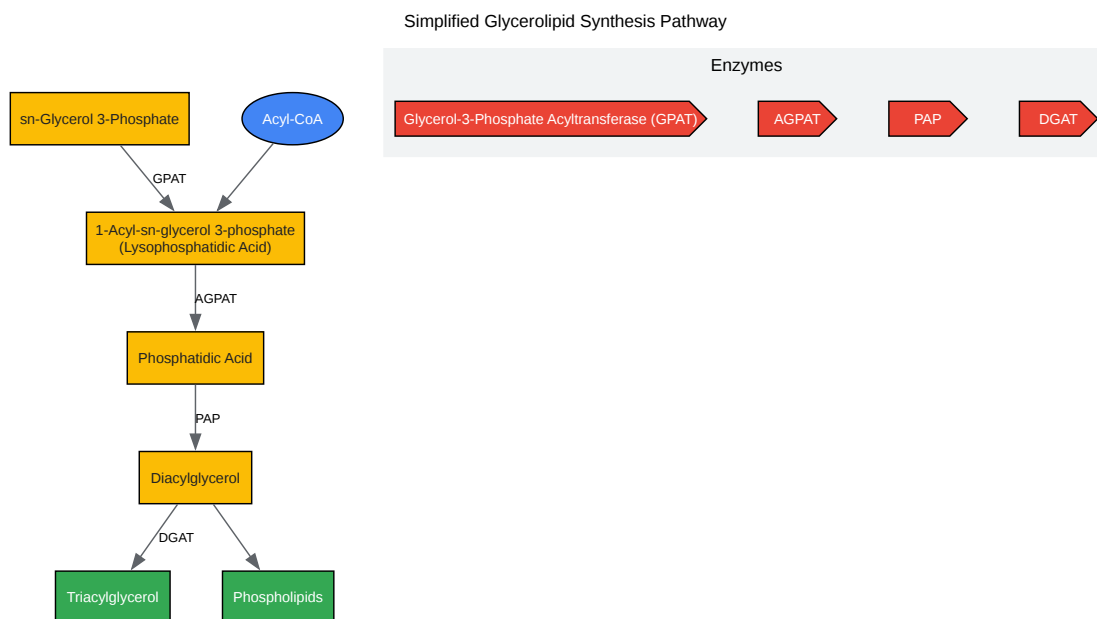 Simplified Glycerolipid Synthesis Pathway
Enzymes
Glycerol-3-Phosphate Acyltransferase (GPAT)
AGPAT
PAP
DGAT
sn-Glycerol 3-Phosphate
Acyl-CoA
GPAT
1-Acyl-sn-glycerol 3-phosphate
(Lysophosphatidic Acid)
AGPAT
Phosphatidic Acid
PAP
Diacylglycerol
DGAT
Triacylglycerol
Phospholipids